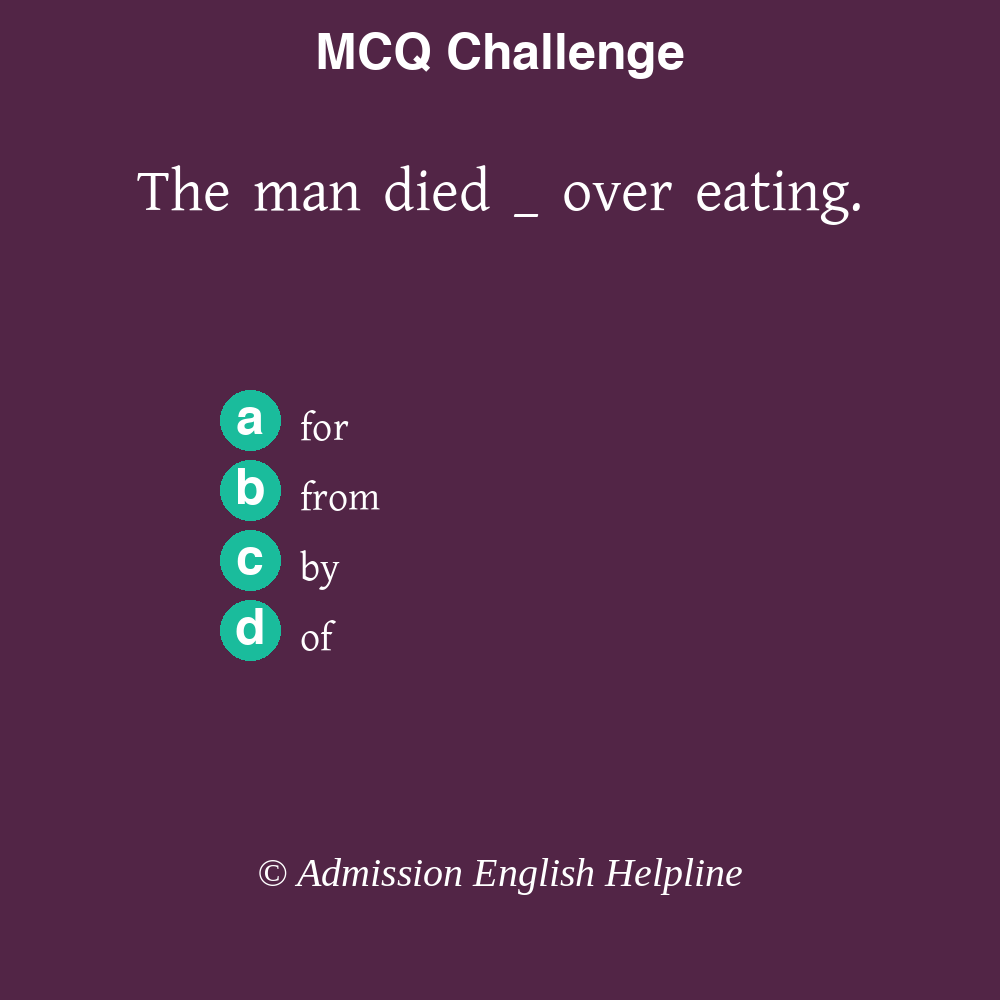 MCQ Challenge
The man died _ over eating.
a for
b from
c by
d of
© Admission English Helpline